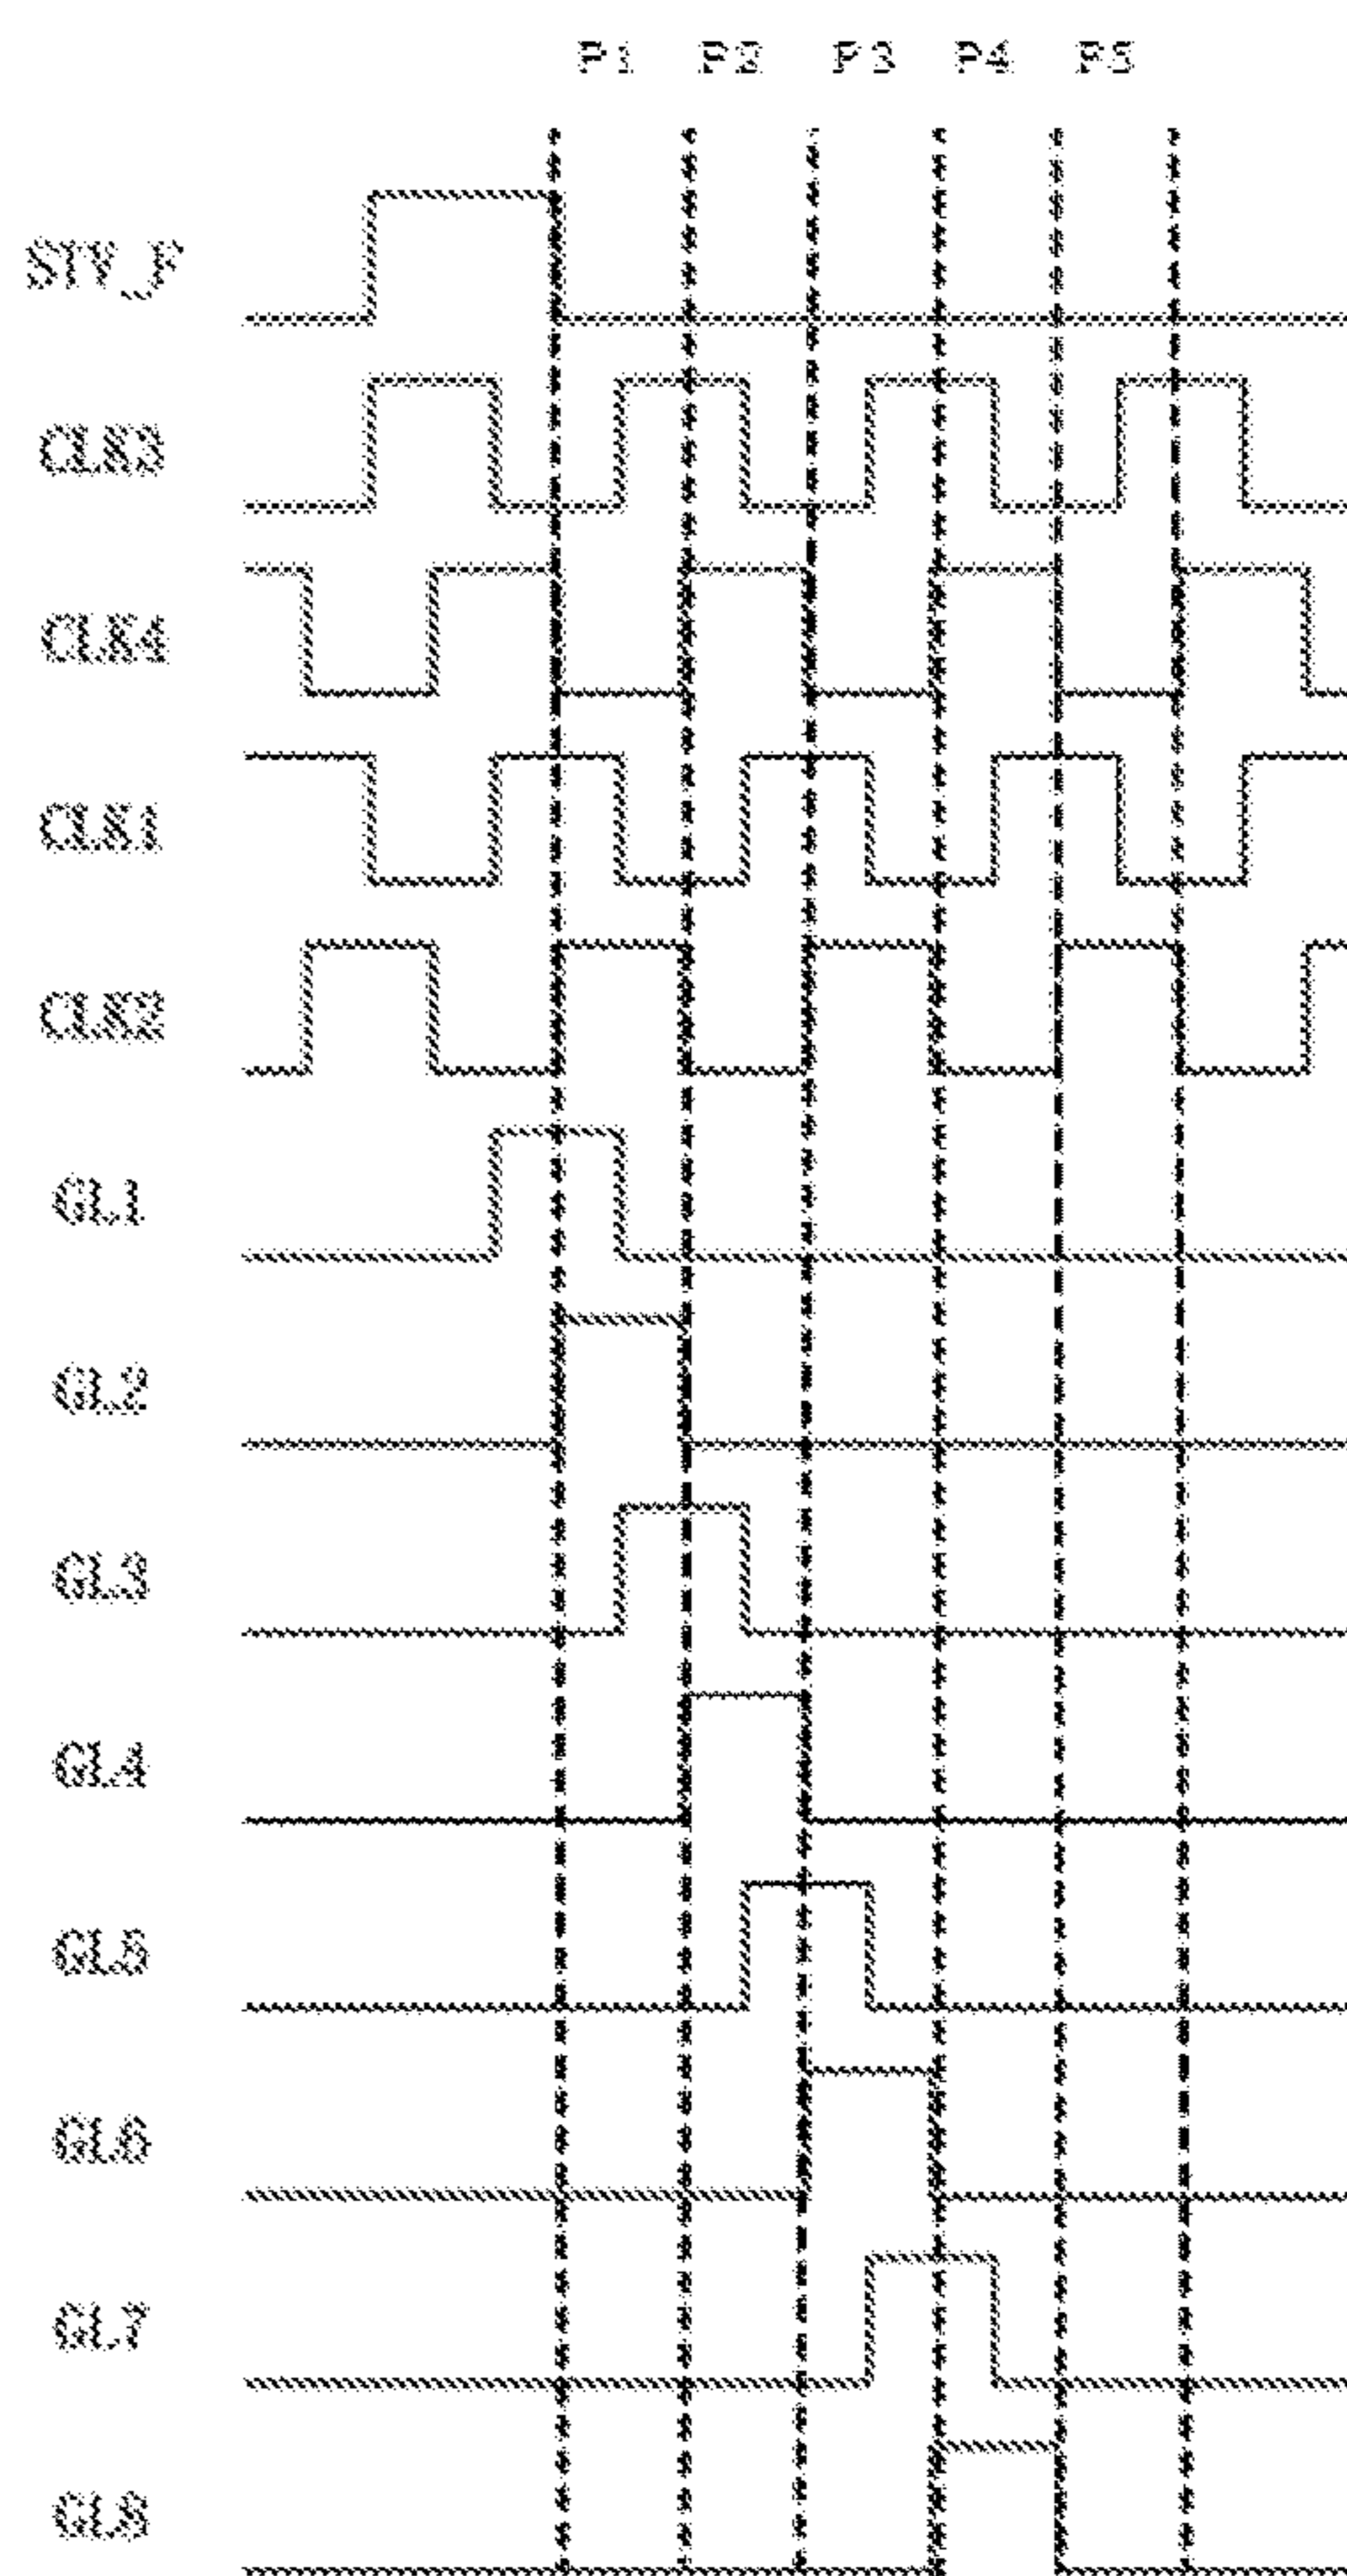 P1 P2 P3 P4 P5
STV_F
CLK3
CLK4
CLK1
CLK2
GL1
GL2
GL3
GL4
GL5
GL6
GL7
GL8